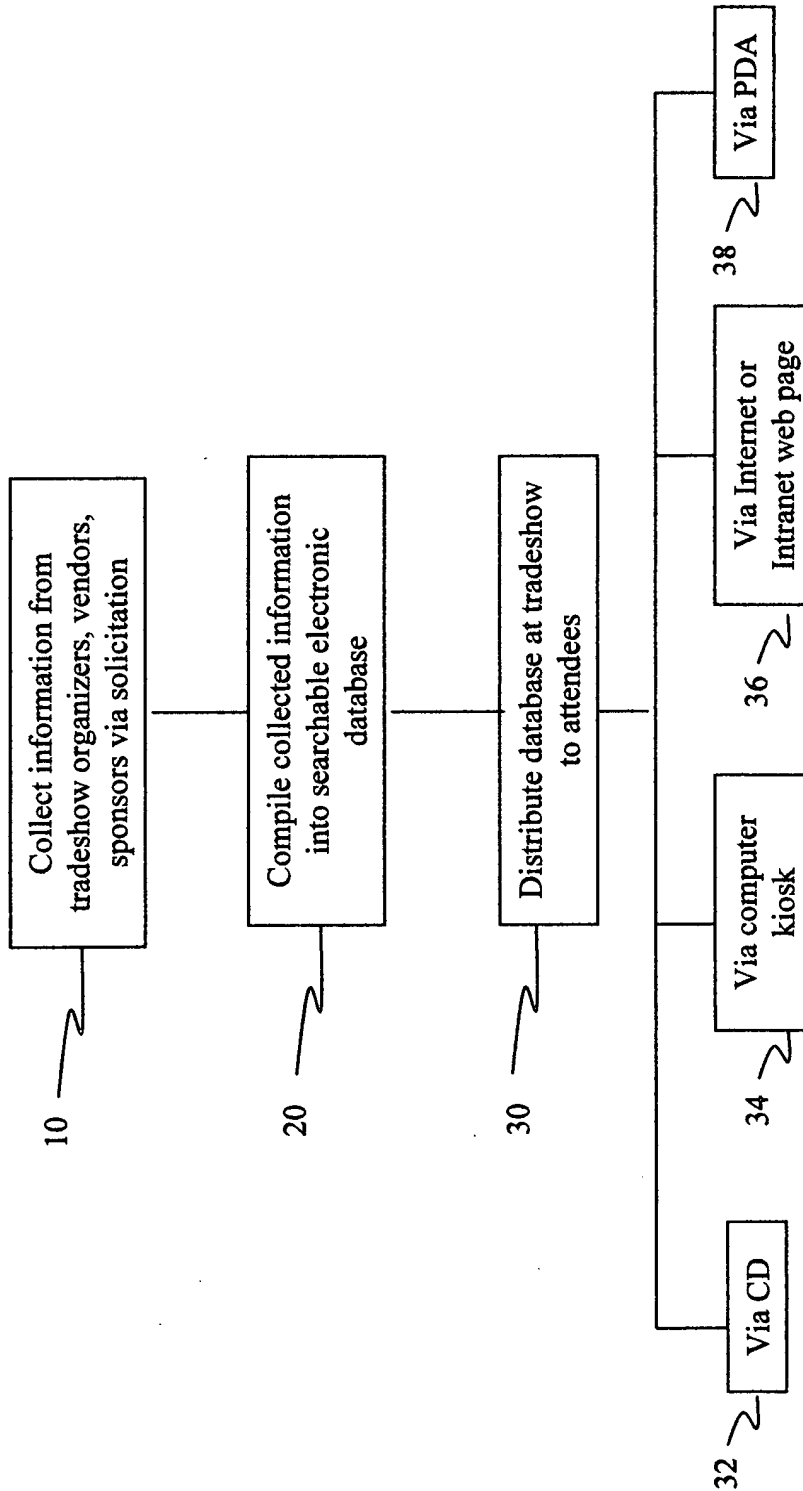 10
Collect information from
tradeshow organizers, vendors,
sponsors via solicitation
20
Compile collected information
into searchable electronic
database
30
Distribute database at tradeshow
to attendees
32
Via CD
34
Via computer
kiosk
36
Via Internet or
Intranet web page
38
Via PDA